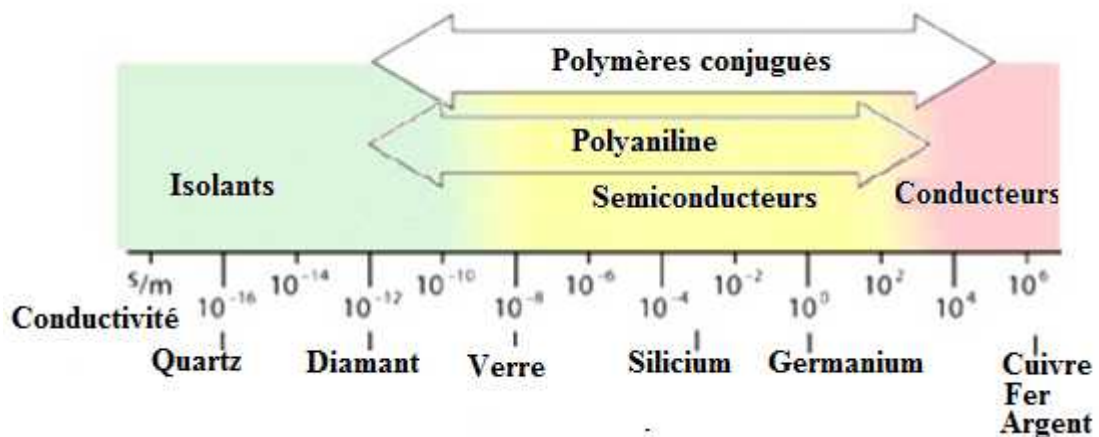 Polymères conjugués
Polyaniline
Isolants
Semiconducteurs
Conducteurs
S/m
10⁻¹⁶
10⁻¹⁴
10⁻¹²
10⁻¹⁰
10⁻⁸
10⁻⁶
10⁻⁴
10⁻²
10⁰
10²
10⁴
10⁶
Conductivité
Quartz
Diamant
Verre
Silicium
Germanium
Cuivre
Fer
Argent